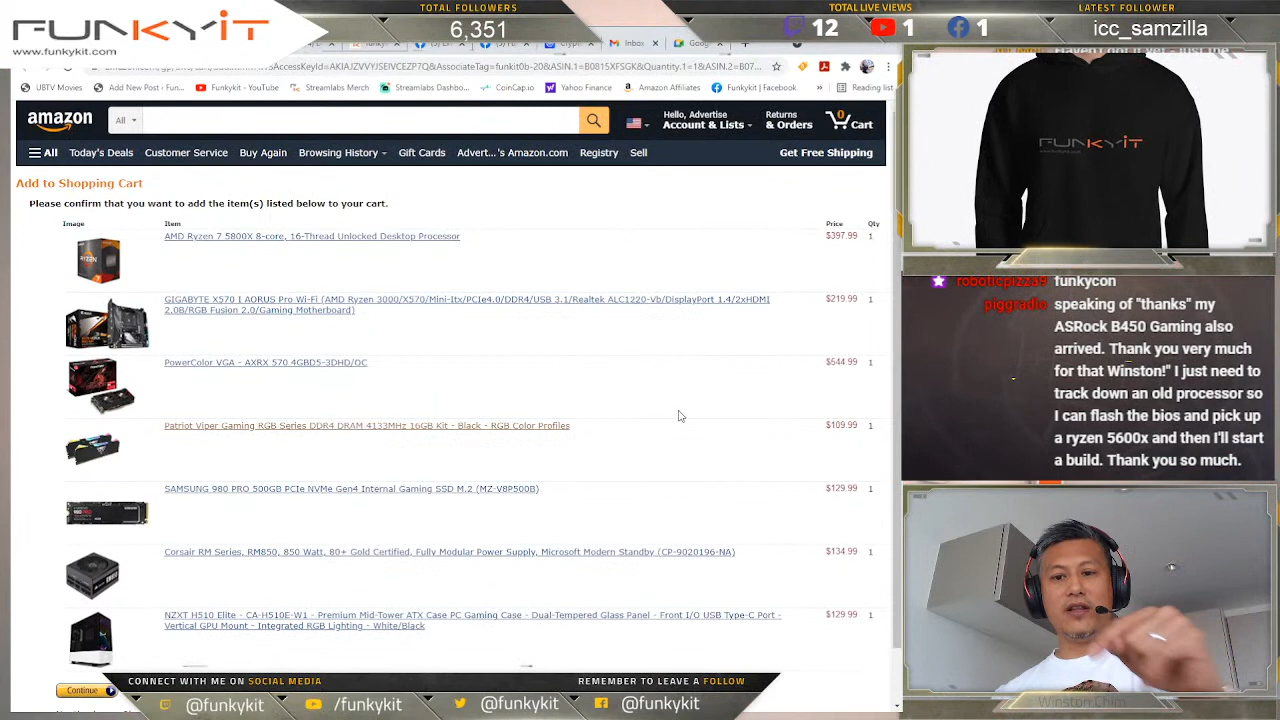 FUNKYiT
www.funkykit.com
TOTAL FOLLOWERS
6,351
TOTAL LIVE VIEWERS
12
1
1
LATEST FOLLOWER
icc_samzilla
Inbox
UBTV Movies
Add New Post ‹ Fun...
Funkykit - YouTube
Streamlabs Merch
Streamlabs Dashbo...
CoinCap.io
Yahoo Finance
Amazon Affiliates
Funkykit | Facebook
»
Reading list
amazon
All
Hello, Advertise
Account & Lists
Returns
& Orders
0
Cart
All
Today's Deals
Customer Service
Buy Again
Browsing History
Gift Cards
Advert...'s Amazon.com
Registry
Sell
Get Free Shipping
Add to Shopping Cart
Please confirm that you want to add the item(s) listed below to your cart.
Image
Item
Price
Qty
AMD Ryzen 7 5800X 8-core, 16-Thread Unlocked Desktop Processor
$397.99
1
GIGABYTE X570 I AORUS Pro Wi-Fi (AMD Ryzen 3000/X570/Mini-Itx/PCIe4.0/DDR4/USB 3.1/Realtek ALC1220-Vb/DisplayPort 1.4/2xHDMI
2.0B/RGB Fusion 2.0/Gaming Motherboard)
$219.99
1
PowerColor VGA - AXRX 570 4GBD5-3DHD/OC
$544.99
1
Patriot Viper Gaming RGB Series DDR4 DRAM 4133MHz 16GB Kit - Black - RGB Color Profiles
$109.99
1
SAMSUNG 980 PRO 500GB PCIe NVMe Gen4 Internal Gaming SSD M.2 (MZ-V8P500B)
$129.99
1
Corsair RM Series, RM850, 850 Watt, 80+ Gold Certified, Fully Modular Power Supply, Microsoft Modern Standby (CP-9020196-NA)
$134.99
1
NZXT H510 Elite - CA-H510E-W1 - Premium Mid-Tower ATX Case PC Gaming Case - Dual-Tempered Glass Panel - Front I/O USB Type-C Port -
Vertical GPU Mount - Integrated RGB Lighting - White/Black
$129.99
1
Continue
FUNKYiT
roboticpizza9 funkycon
piggradio speaking of "thanks" my
ASRock B450 Gaming also
arrived. Thank you very much
for that Winston!" I just need to
track down an old processor so
I can flash the bios and pick up
a ryzen 5600x and then I'll start
a build. Thank you so much.
CONNECT WITH ME ON SOCIAL MEDIA
REMEMBER TO LEAVE A FOLLOW
@funkykit
/funkykit
@funkykit
@funkykit
Winston Chim